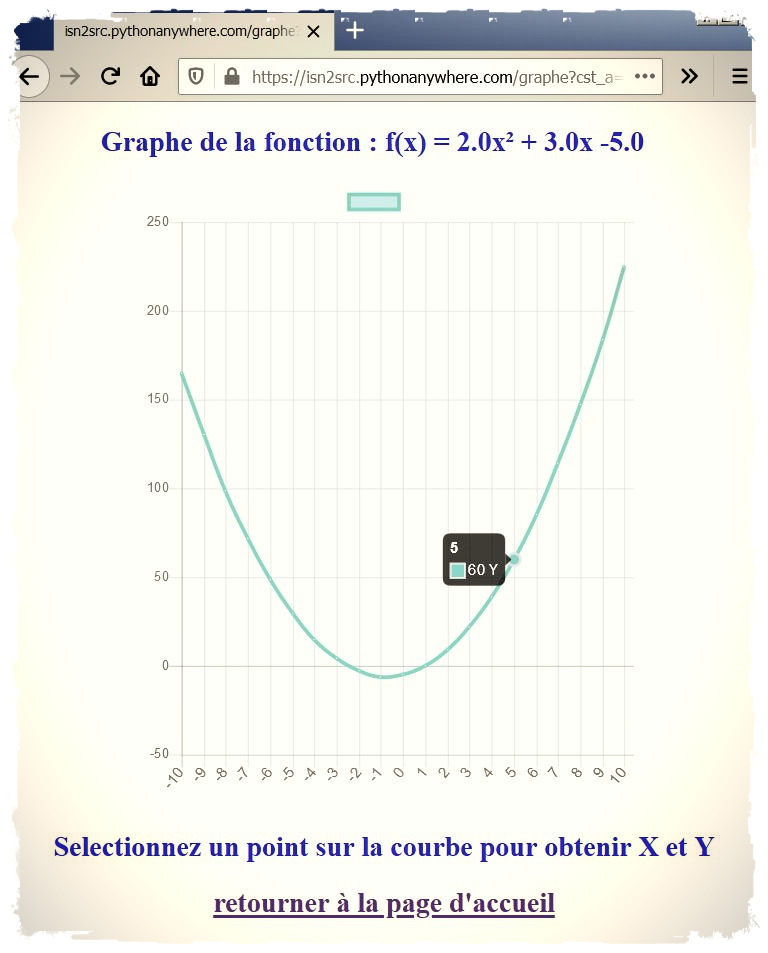 isn2src.pythonanywhere.com/graphe?
https://isn2src.pythonanywhere.com/graphe?cst_a=
Graphe de la fonction : f(x) = 2.0x² + 3.0x -5.0
250
200
150
100
50
0
-50
5
60 Y
-10 -9 -8 -7 -6 -5 -4 -3 -2 -1 0 1 2 3 4 5 6 7 8 9 10
Selectionnez un point sur la courbe pour obtenir X et Y
retourner à la page d'accueil